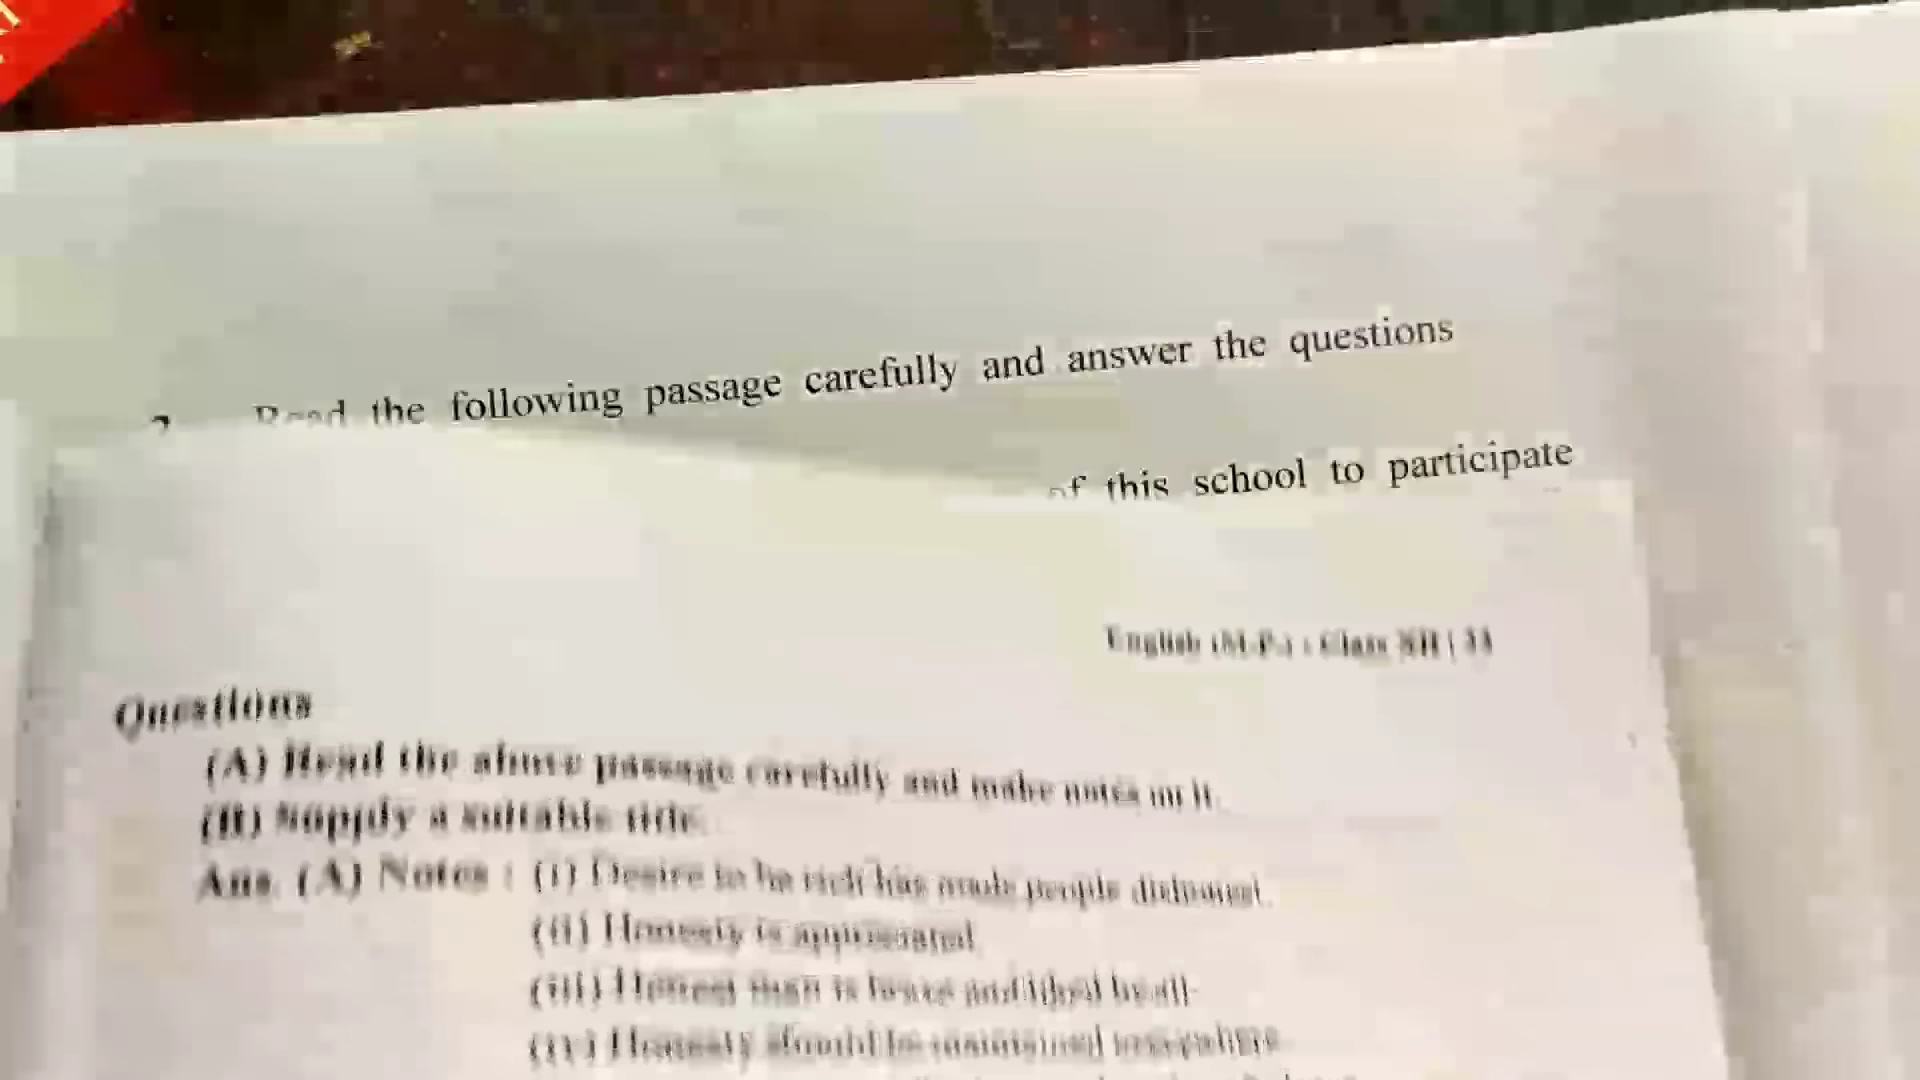 Read the following passage carefully and answer the questions
of this school to participate
English (M.P.) : Class XII | 33
Questions
(A) Read the above passage carefully and make notes on it.
(B) Supply a suitable title.
Ans. (A) Notes : (i) Desire to be rich has made people dishonest.
(ii) Honesty is appreciated.
(iii) Honest man is brave and liked by all.
(iv) Honesty should be maintained